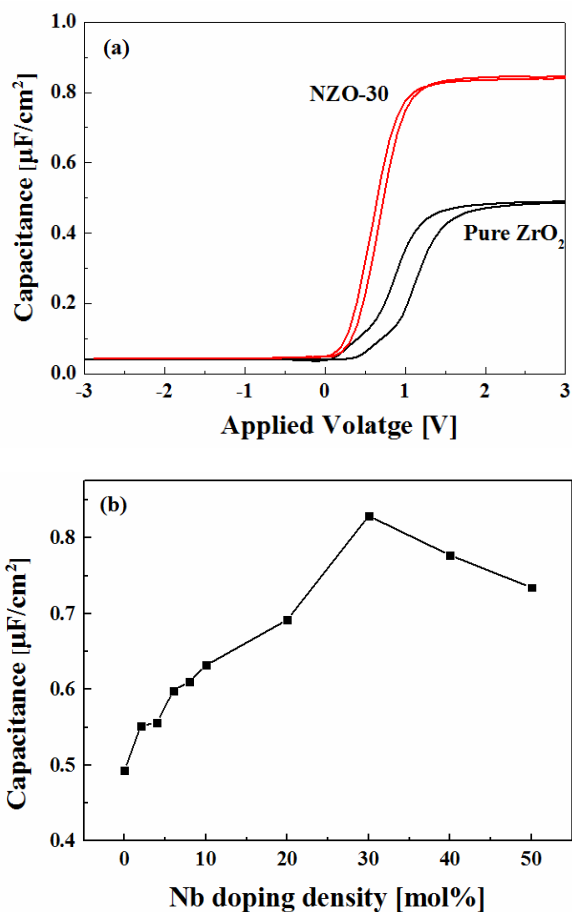 (a)
1.0
0.8
0.6
0.4
0.2
0.0
Capacitance [µF/cm²]
NZO-30
Pure ZrO₂
-3 -2 -1 0 1 2 3
Applied Volatge [V]
(b)
0.8
0.7
0.6
0.5
0.4
Capacitance [µF/cm²]
0 10 20 30 40 50
Nb doping density [mol%]